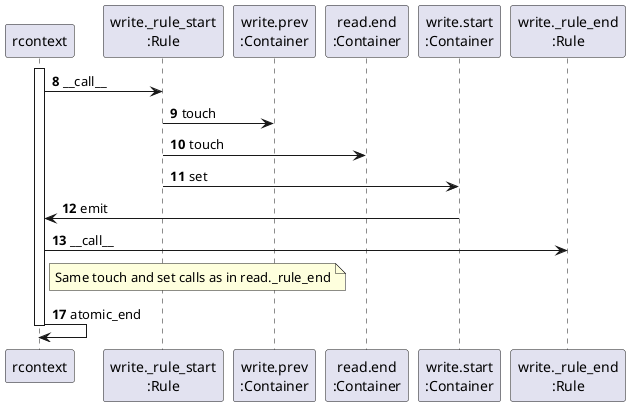 rcontext
write._rule_start
:Rule
write.prev
:Container
read.end
:Container
write.start
:Container
write._rule_end
:Rule
8 __call__
9 touch
10 touch
11 set
12 emit
13 __call__
Same touch and set calls as in read._rule_end
17 atomic_end
rcontext
write._rule_start
:Rule
write.prev
:Container
read.end
:Container
write.start
:Container
write._rule_end
:Rule